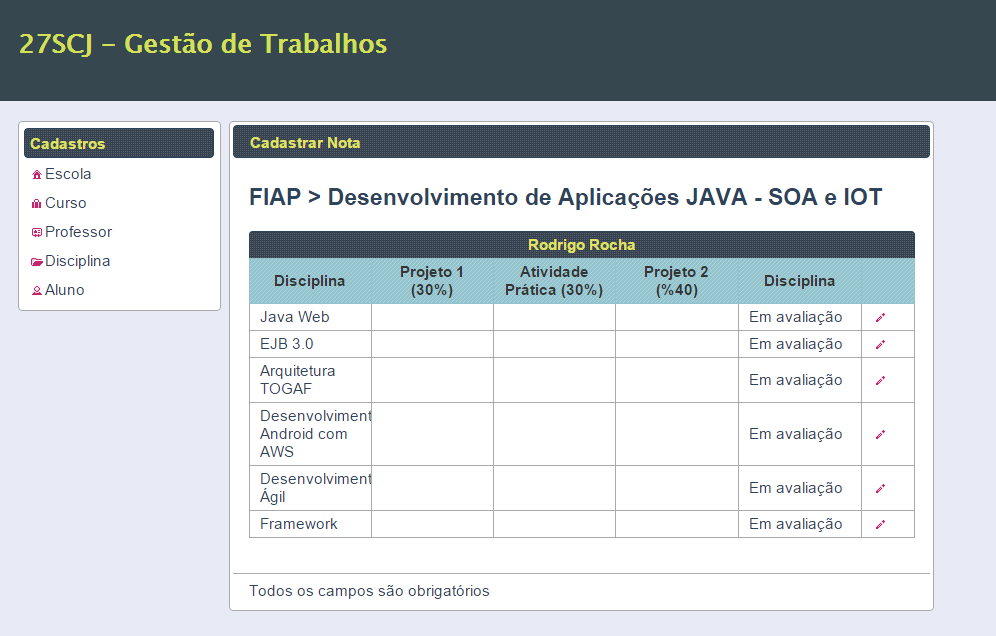 27SCJ – Gestão de Trabalhos
Cadastros
Escola
Curso
Professor
Disciplina
Aluno
Cadastrar Nota
FIAP > Desenvolvimento de Aplicações JAVA - SOA e IOT
Rodrigo Rocha
Disciplina
Projeto 1
(30%)
Atividade
Prática (30%)
Projeto 2
(%40)
Disciplina
Java Web
Em avaliação
EJB 3.0
Em avaliação
Arquitetura
TOGAF
Em avaliação
Desenvolviment
Android com
AWS
Em avaliação
Desenvolviment
Ágil
Em avaliação
Framework
Em avaliação
Todos os campos são obrigatórios